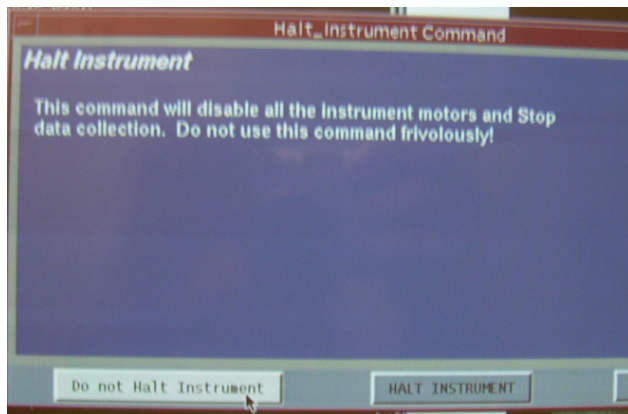 Halt_Instrument Command
Halt Instrument
This command will disable all the instrument motors and Stop
data collection. Do not use this command frivolously!
Do not Halt Instrument
HALT INSTRUMENT